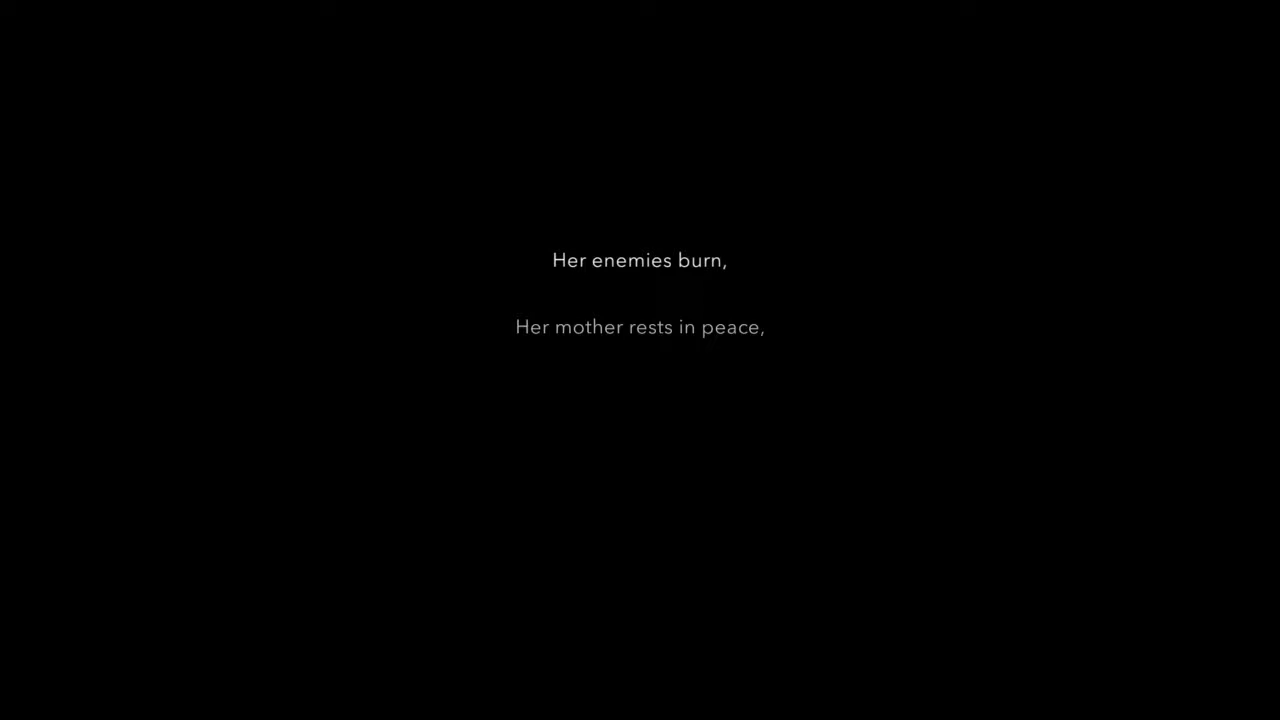 Her enemies burn,
Her mother rests in peace,